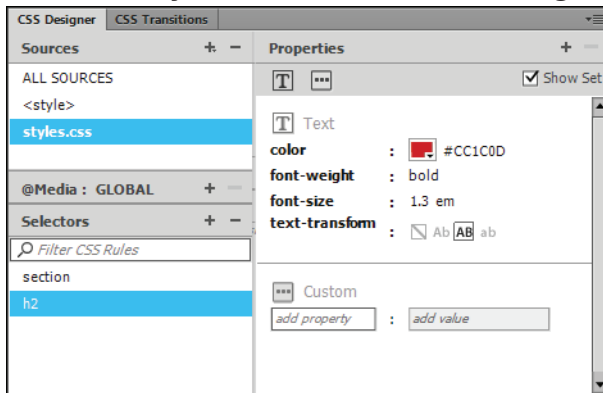 CSS Designer CSS Transitions
Sources
ALL SOURCES
<style>
styles.css
@Media : GLOBAL
Selectors
Filter CSS Rules
section
h2
Properties
T Show Set
T Text
color : #CC1C0D
font-weight : bold
font-size : 1.3 em
text-transform : Ab AB ab
Custom
add property : add value